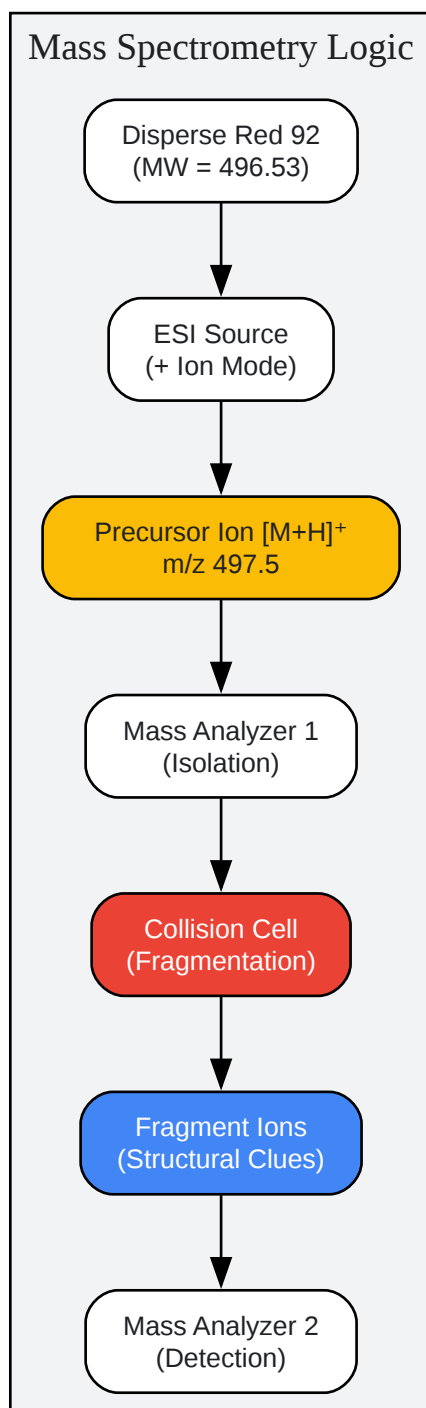 Mass Spectrometry Logic
Disperse Red 92
(MW = 496.53)
ESI Source
(+ Ion Mode)
Precursor Ion [M+H]⁺
m/z 497.5
Mass Analyzer 1
(Isolation)
Collision Cell
(Fragmentation)
Fragment Ions
(Structural Clues)
Mass Analyzer 2
(Detection)